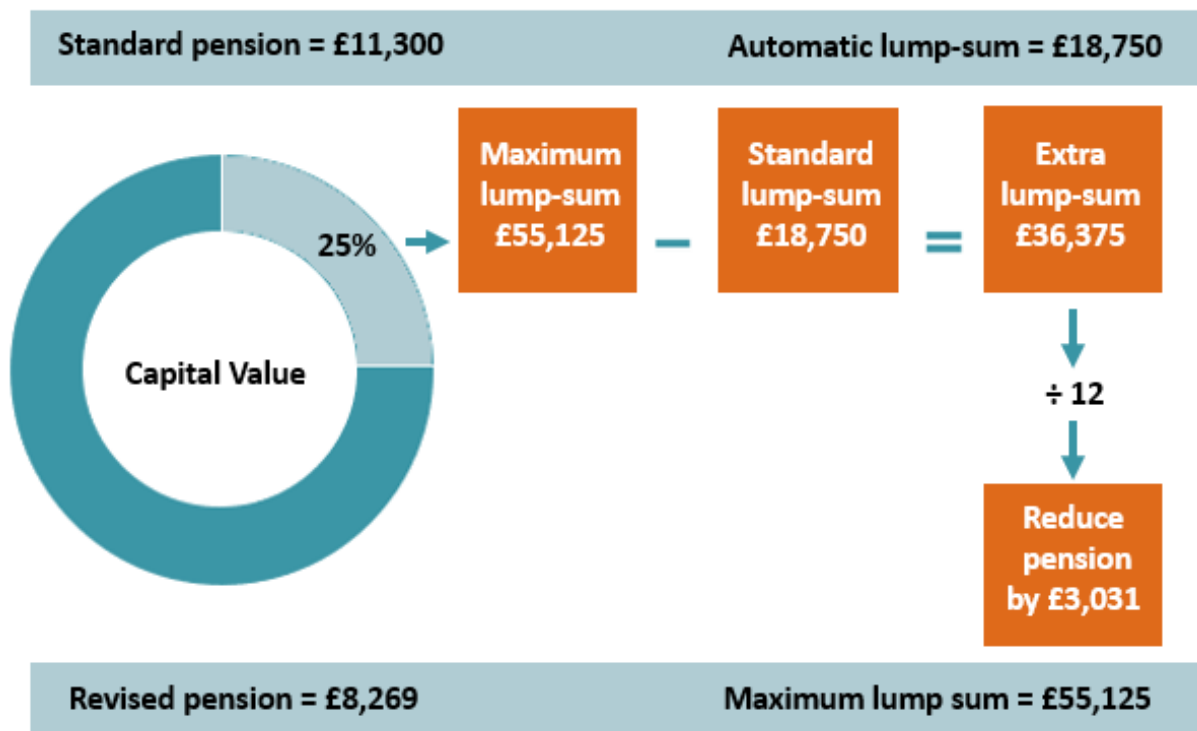 Standard pension = £11,300
Automatic lump-sum = £18,750
Maximum
lump-sum
£55,125
–
Standard
lump-sum
£18,750
=
Extra
lump-sum
£36,375
25%
Capital Value
÷ 12
Reduce
pension
by £3,031
Revised pension = £8,269
Maximum lump sum = £55,125